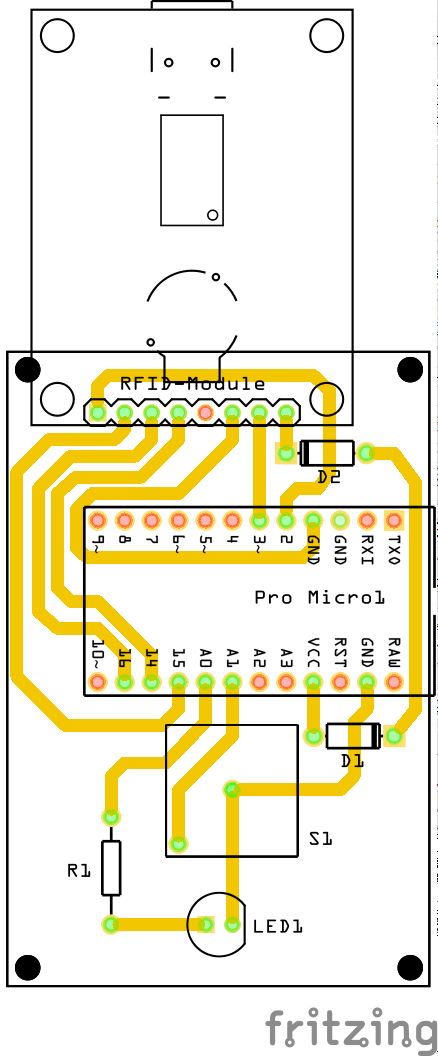 RFID-Module
D2
9~ 8 7 6~ 5~ 4 3~ 2 GND GND RXI TXO
Pro Micro1
10~ 16 14 15 A0 A1 A2 A3 VCC RST GND RAW
D1
S1
R1
LED1
fritzing